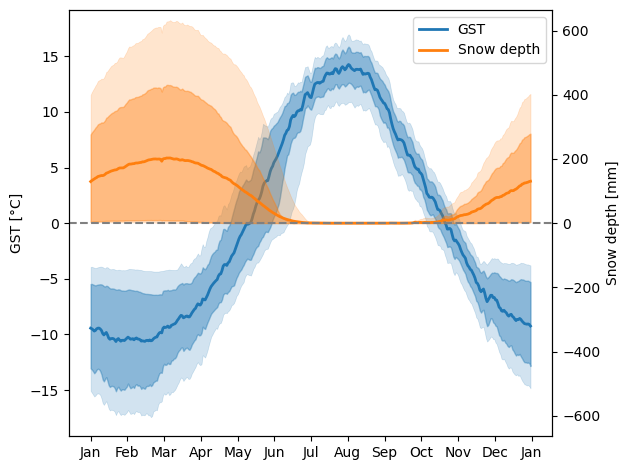 GST
Snow depth
GST [°C]
15
10
5
0
−5
−10
−15
600
400
200
0
−200
−400
−600
Snow depth [mm]
Jan Feb Mar Apr May Jun Jul Aug Sep Oct Nov Dec Jan